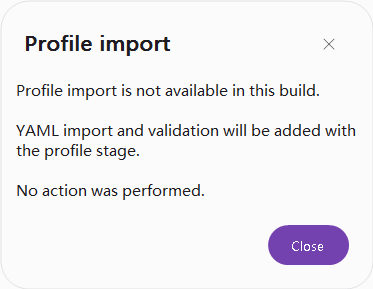 Profile import
Profile import is not available in this build.
YAML import and validation will be added with
the profile stage.
No action was performed.
Close